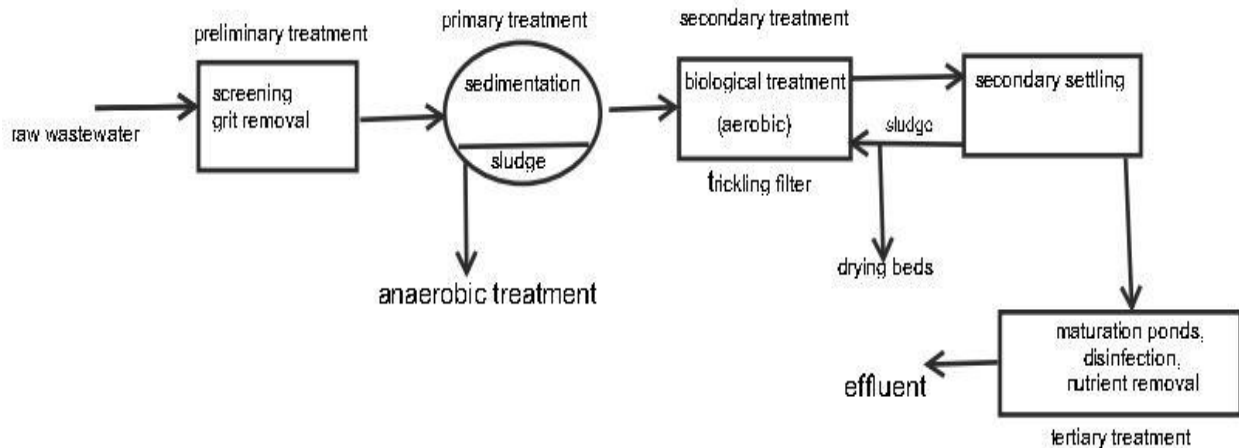 preliminary treatment
primary treatment
secondary treatment
raw wastewater
screening
grit removal
sedimentation
sludge
anaerobic treatment
biological treatment
(aerobic)
trickling filter
secondary settling
sludge
drying beds
maturation ponds,
disinfection,
nutrient removal
tertiary treatment
effluent